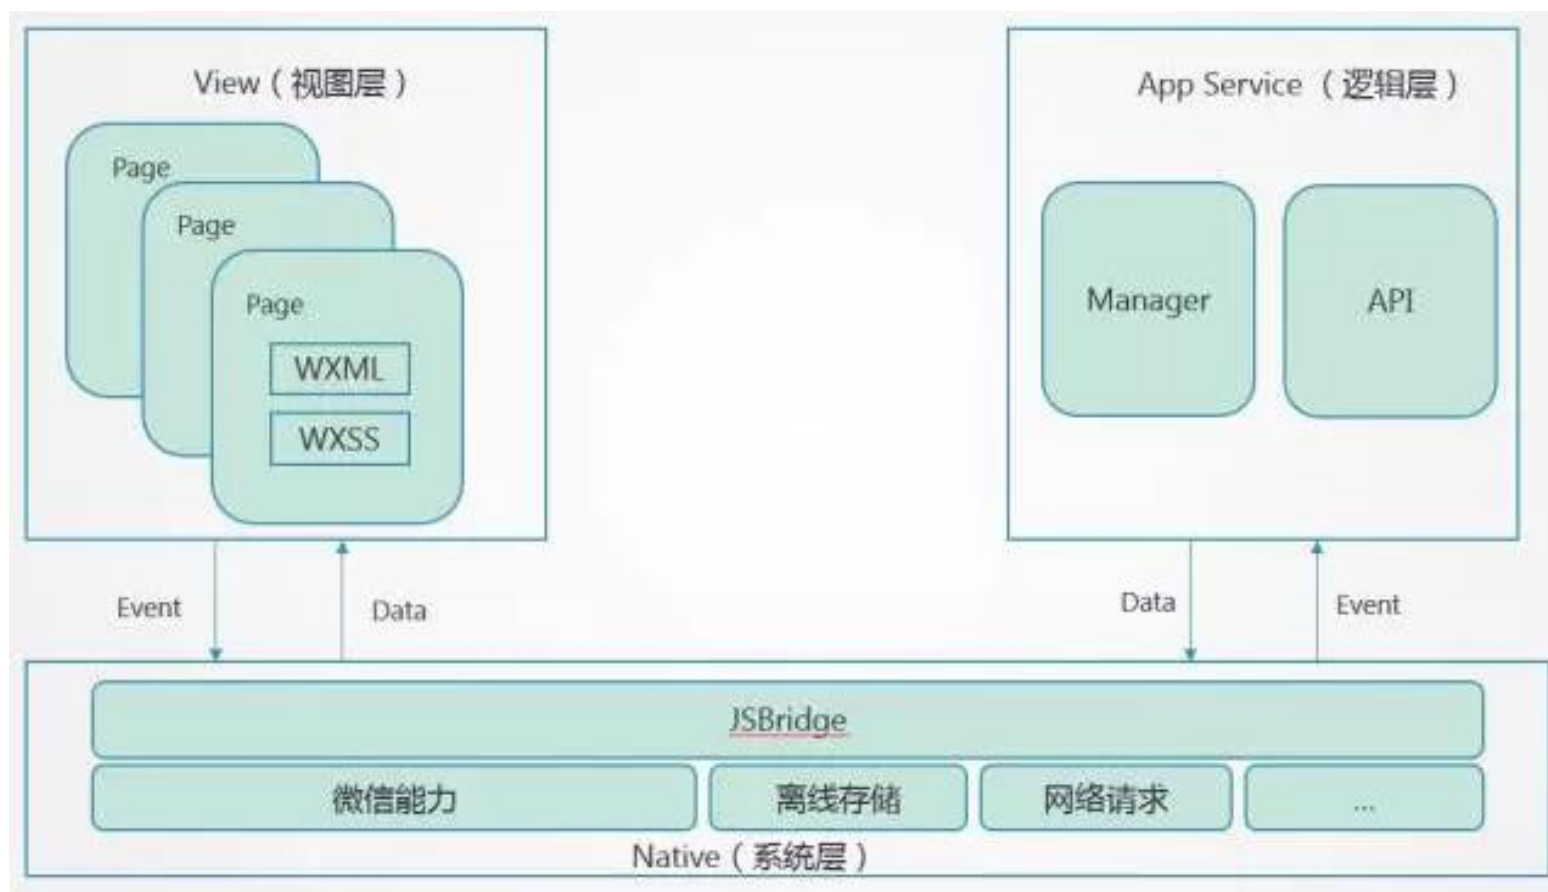 View（视图层）
Page
Page
Page
WXML
WXSS
App Service（逻辑层）
Manager
API
Event
Data
Data
Event
JSBridge
微信能力
离线存储
网络请求
...
Native（系统层）